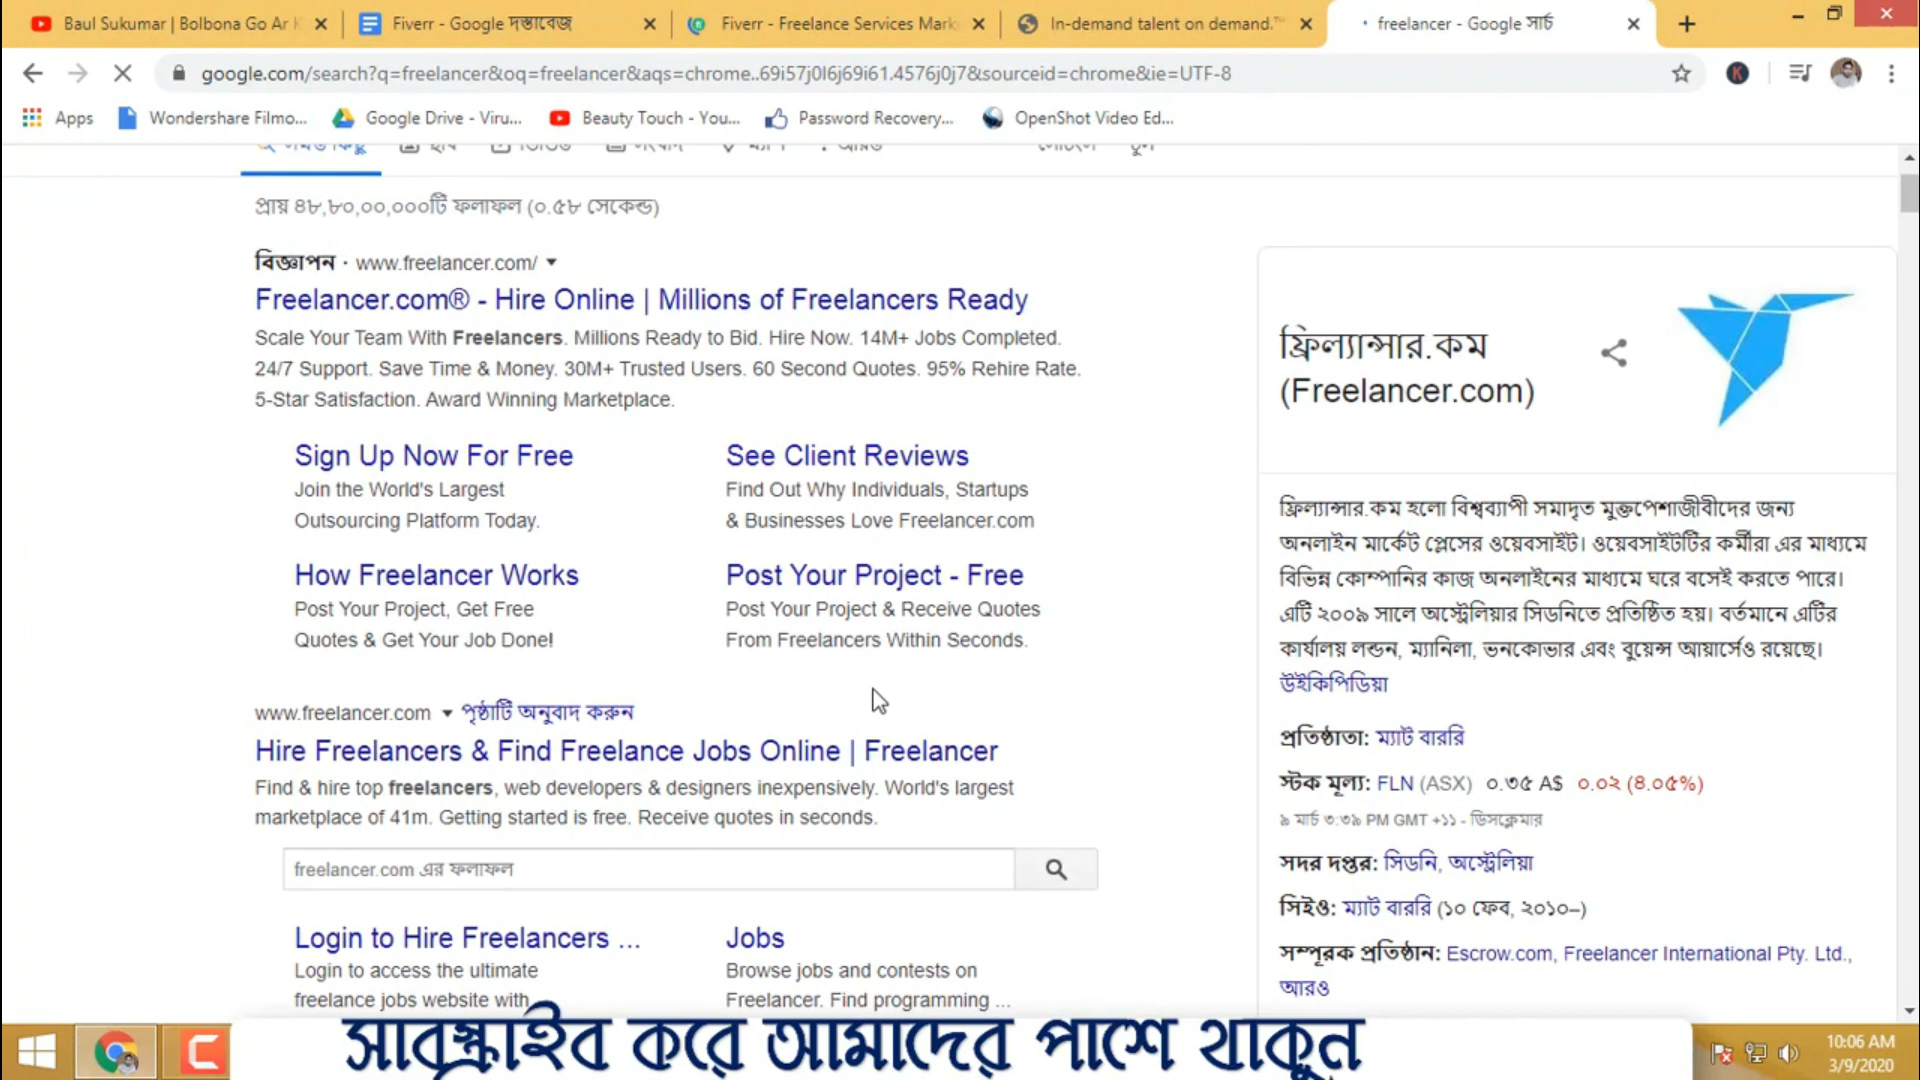 Baul Sukumar | Bolbona Go Ar K
Fiverr - Google দস্তাবেজ
Fiverr - Freelance Services Mark
In-demand talent on demand.™
freelancer - Google সার্চ
google.com/search?q=freelancer&oq=freelancer&aqs=chrome..69i57j0l6j69i61.4576j0j7&sourceid=chrome&ie=UTF-8
K
Apps
Wondershare Filmo...
Google Drive - Viru...
Beauty Touch - You...
Password Recovery...
OpenShot Video Ed...
প্রায় ৪৮,৮০,০০,০০০টি ফলাফল (০.৫৮ সেকেন্ড)
বিজ্ঞাপন · www.freelancer.com/
Freelancer.com® - Hire Online | Millions of Freelancers Ready
Scale Your Team With Freelancers. Millions Ready to Bid. Hire Now. 14M+ Jobs Completed.
24/7 Support. Save Time & Money. 30M+ Trusted Users. 60 Second Quotes. 95% Rehire Rate.
5-Star Satisfaction. Award Winning Marketplace.
Sign Up Now For Free
Join the World's Largest
Outsourcing Platform Today.
See Client Reviews
Find Out Why Individuals, Startups
& Businesses Love Freelancer.com
How Freelancer Works
Post Your Project, Get Free
Quotes & Get Your Job Done!
Post Your Project - Free
Post Your Project & Receive Quotes
From Freelancers Within Seconds.
www.freelancer.com পৃষ্ঠাটি অনুবাদ করুন
Hire Freelancers & Find Freelance Jobs Online | Freelancer
Find & hire top freelancers, web developers & designers inexpensively. World's largest
marketplace of 41m. Getting started is free. Receive quotes in seconds.
freelancer.com এর ফলাফল
Login to Hire Freelancers ...
Login to access the ultimate
freelance jobs website with
Jobs
Browse jobs and contests on
Freelancer. Find programming ...
ফ্রিল্যান্সার.কম
(Freelancer.com)
ফ্রিল্যান্সার.কম হলো বিশ্বব্যাপী সমাদৃত মুক্তপেশাজীবীদের জন্য
অনলাইন মার্কেট প্লেসের ওয়েবসাইট। ওয়েবসাইটটির কর্মীরা এর মাধ্যমে
বিভিন্ন কোম্পানির কাজ অনলাইনের মাধ্যমে ঘরে বসেই করতে পারে।
এটি ২০০৯ সালে অস্ট্রেলিয়ার সিডনিতে প্রতিষ্ঠিত হয়। বর্তমানে এটির
কার্যালয় লন্ডন, ম্যানিলা, ভনকোভার এবং বুয়েন্স আয়ার্সেও রয়েছে।
উইকিপিডিয়া
প্রতিষ্ঠাতা: ম্যাট বাররি
স্টক মূল্য: FLN (ASX) ০.৩৫ A$ ০.০২ (৪.০৫%)
৯ মার্চ ৩:৩৯ PM GMT +১১ - ডিসক্লেমার
সদর দপ্তর: সিডনি, অস্ট্রেলিয়া
সিইও: ম্যাট বাররি (১০ ফেব, ২০১০–)
সম্পূরক প্রতিষ্ঠান: Escrow.com, Freelancer International Pty. Ltd.,
আরও
সাবস্ক্রাইব করে আমাদের পাশে থাকুন
10:06 AM
3/9/2020